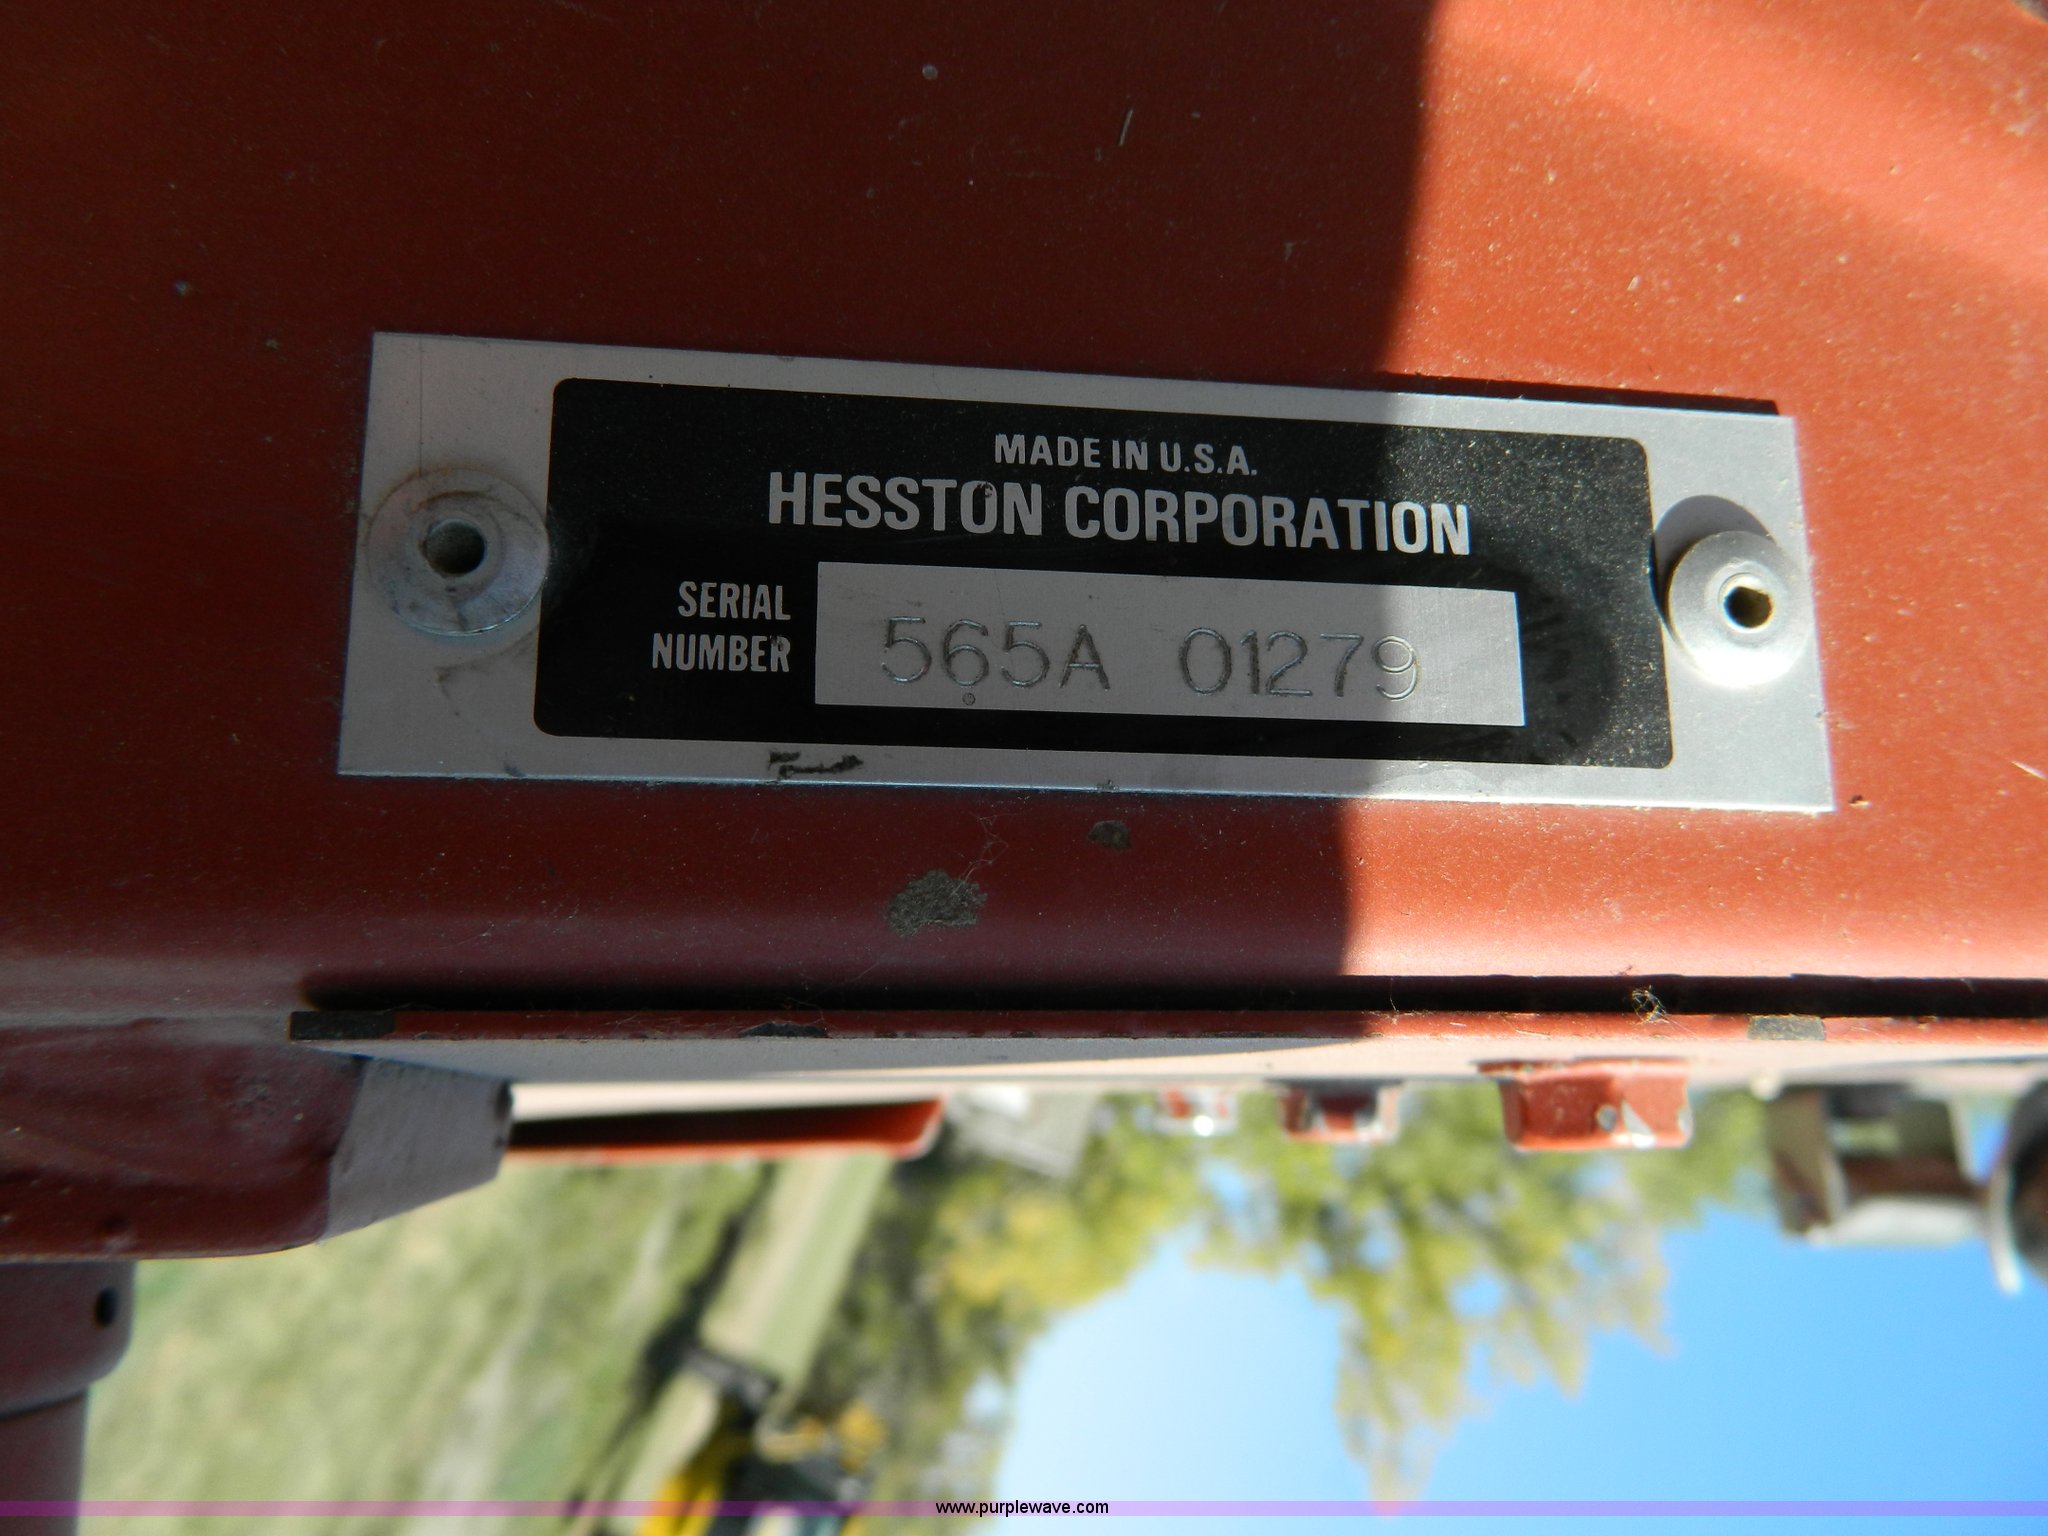 MADE IN U.S.A.
HESSTON CORPORATION
SERIAL
NUMBER
565A 01279
www.purplewave.com